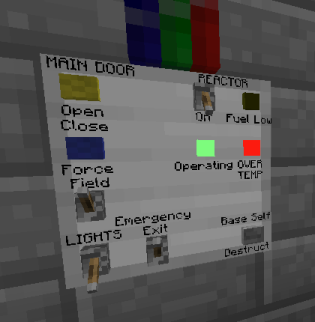 MAIN DOOR
REACTOR
Open
Close
On
Fuel Low
Force
Field
Operating
OVER
TEMP
Emergency
Exit
LIGHTS
Base Self
Destruct